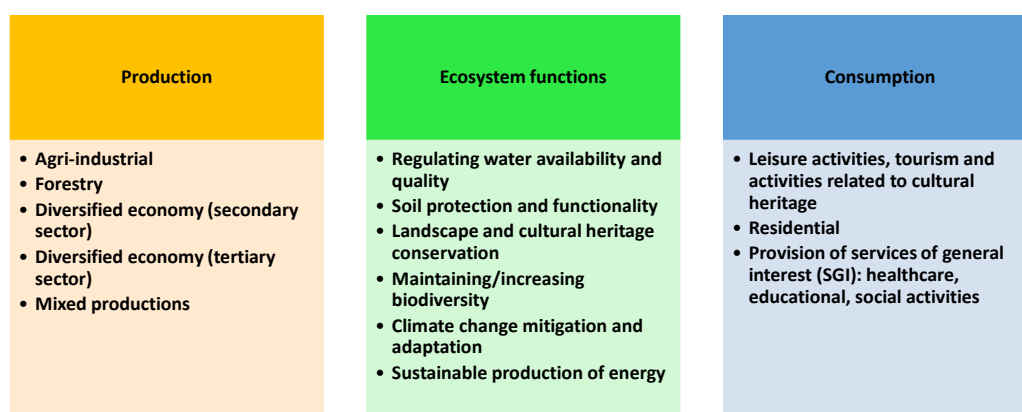 Production
• Agri-industrial
• Forestry
• Diversified economy (secondary
sector)
• Diversified economy (tertiary
sector)
• Mixed productions
Ecosystem functions
• Regulating water availability and
quality
• Soil protection and functionality
• Landscape and cultural heritage
conservation
• Maintaining/increasing
biodiversity
• Climate change mitigation and
adaptation
• Sustainable production of energy
Consumption
• Leisure activities, tourism and
activities related to cultural
heritage
• Residential
• Provision of services of general
interest (SGI): healthcare,
educational, social activities